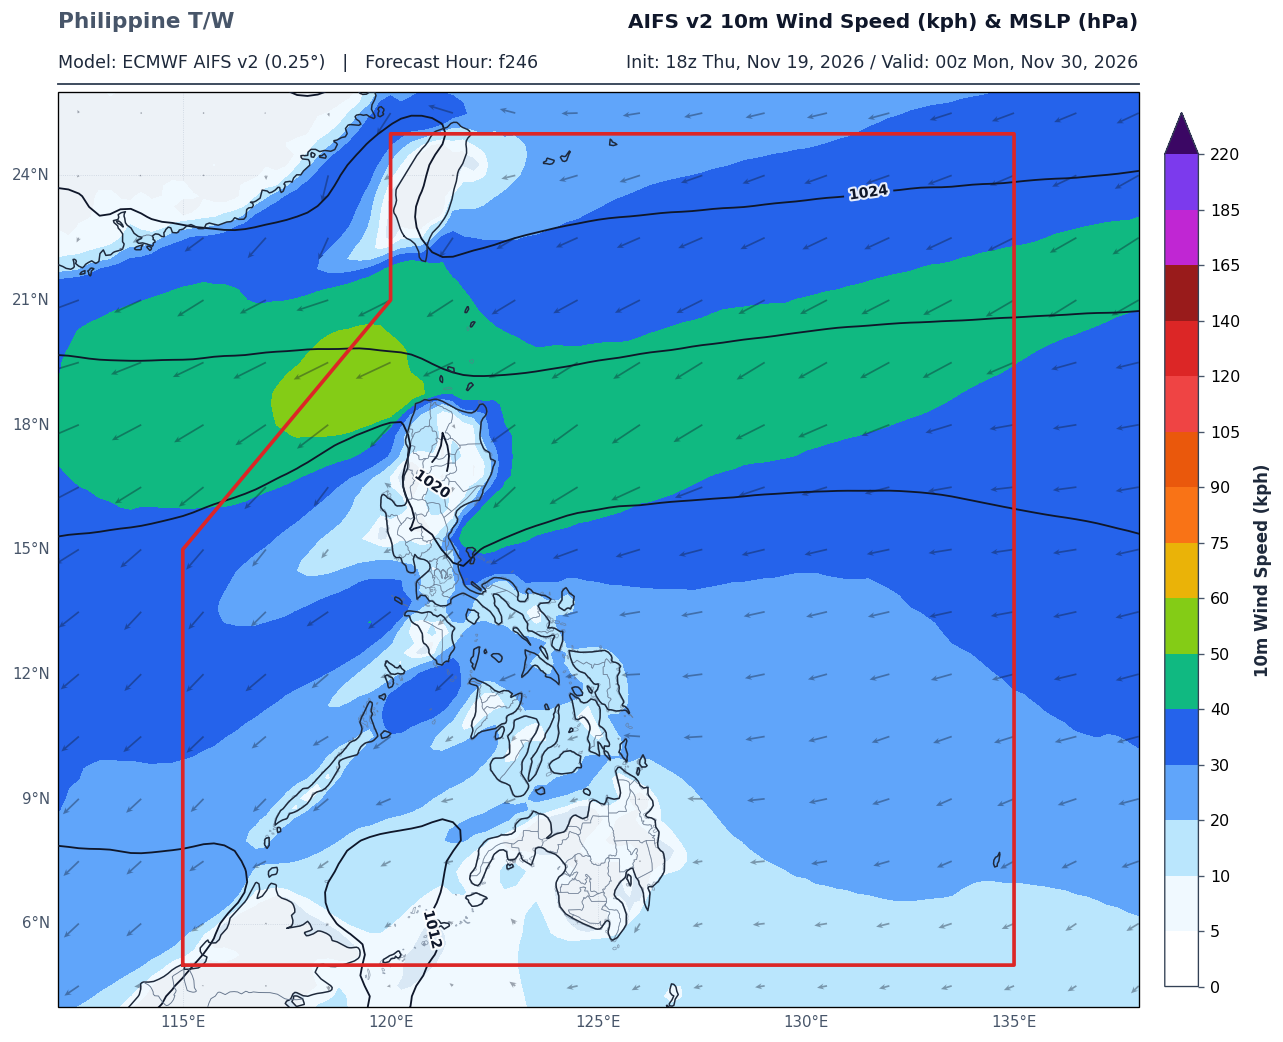 Philippine T/W
AIFS v2 10m Wind Speed (kph) & MSLP (hPa)
Model: ECMWF AIFS v2 (0.25°) | Forecast Hour: f246
Init: 18z Thu, Nov 19, 2026 / Valid: 00z Mon, Nov 30, 2026
24°N
21°N
18°N
15°N
12°N
9°N
6°N
1024
1020
1012
115°E
120°E
125°E
130°E
135°E
220
185
165
140
120
105
90
75
60
50
40
30
20
10
5
0
10m Wind Speed (kph)